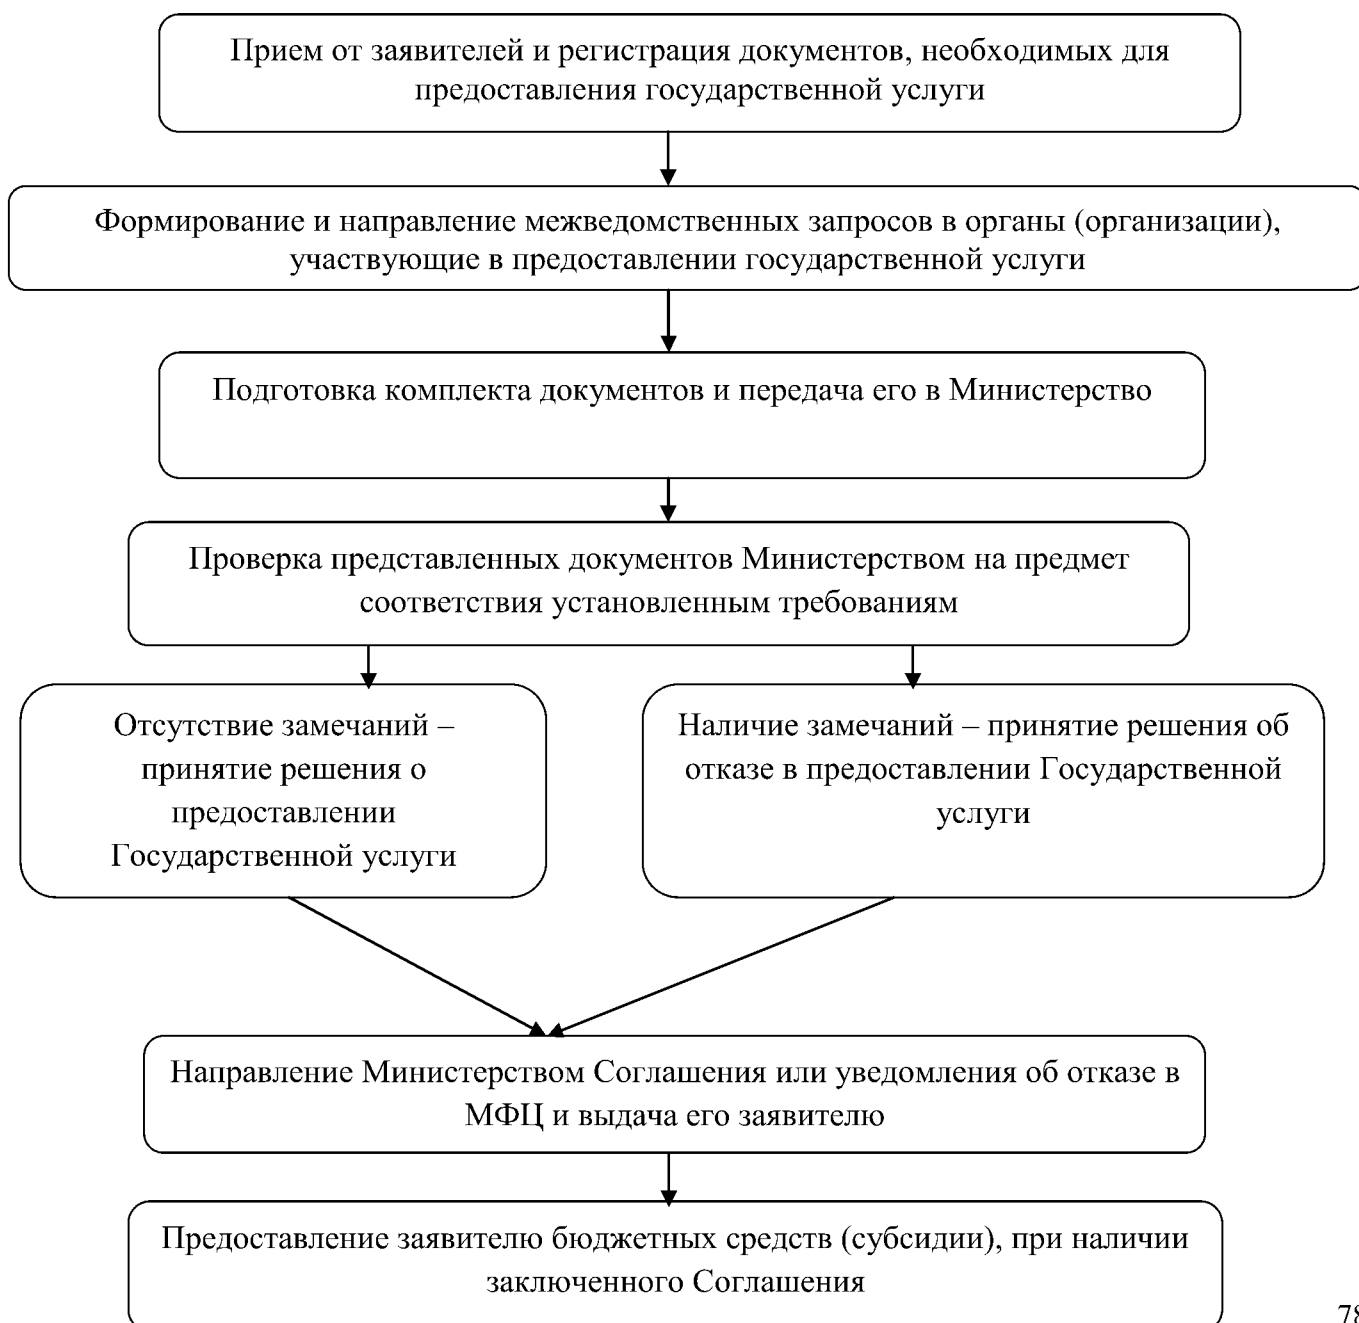 Прием от заявителей и регистрация документов, необходимых для
предоставления государственной услуги
Формирование и направление межведомственных запросов в органы (организации),
участвующие в предоставлении государственной услуги
Подготовка комплекта документов и передача его в Министерство
Проверка представленных документов Министерством на предмет
соответствия установленным требованиям
Отсутствие замечаний –
принятие решения о
предоставлении
Государственной услуги
Наличие замечаний – принятие решения об
отказе в предоставлении Государственной
услуги
Направление Министерством Соглашения или уведомления об отказе в
МФЦ и выдача его заявителю
Предоставление заявителю бюджетных средств (субсидии), при наличии
заключенного Соглашения
78